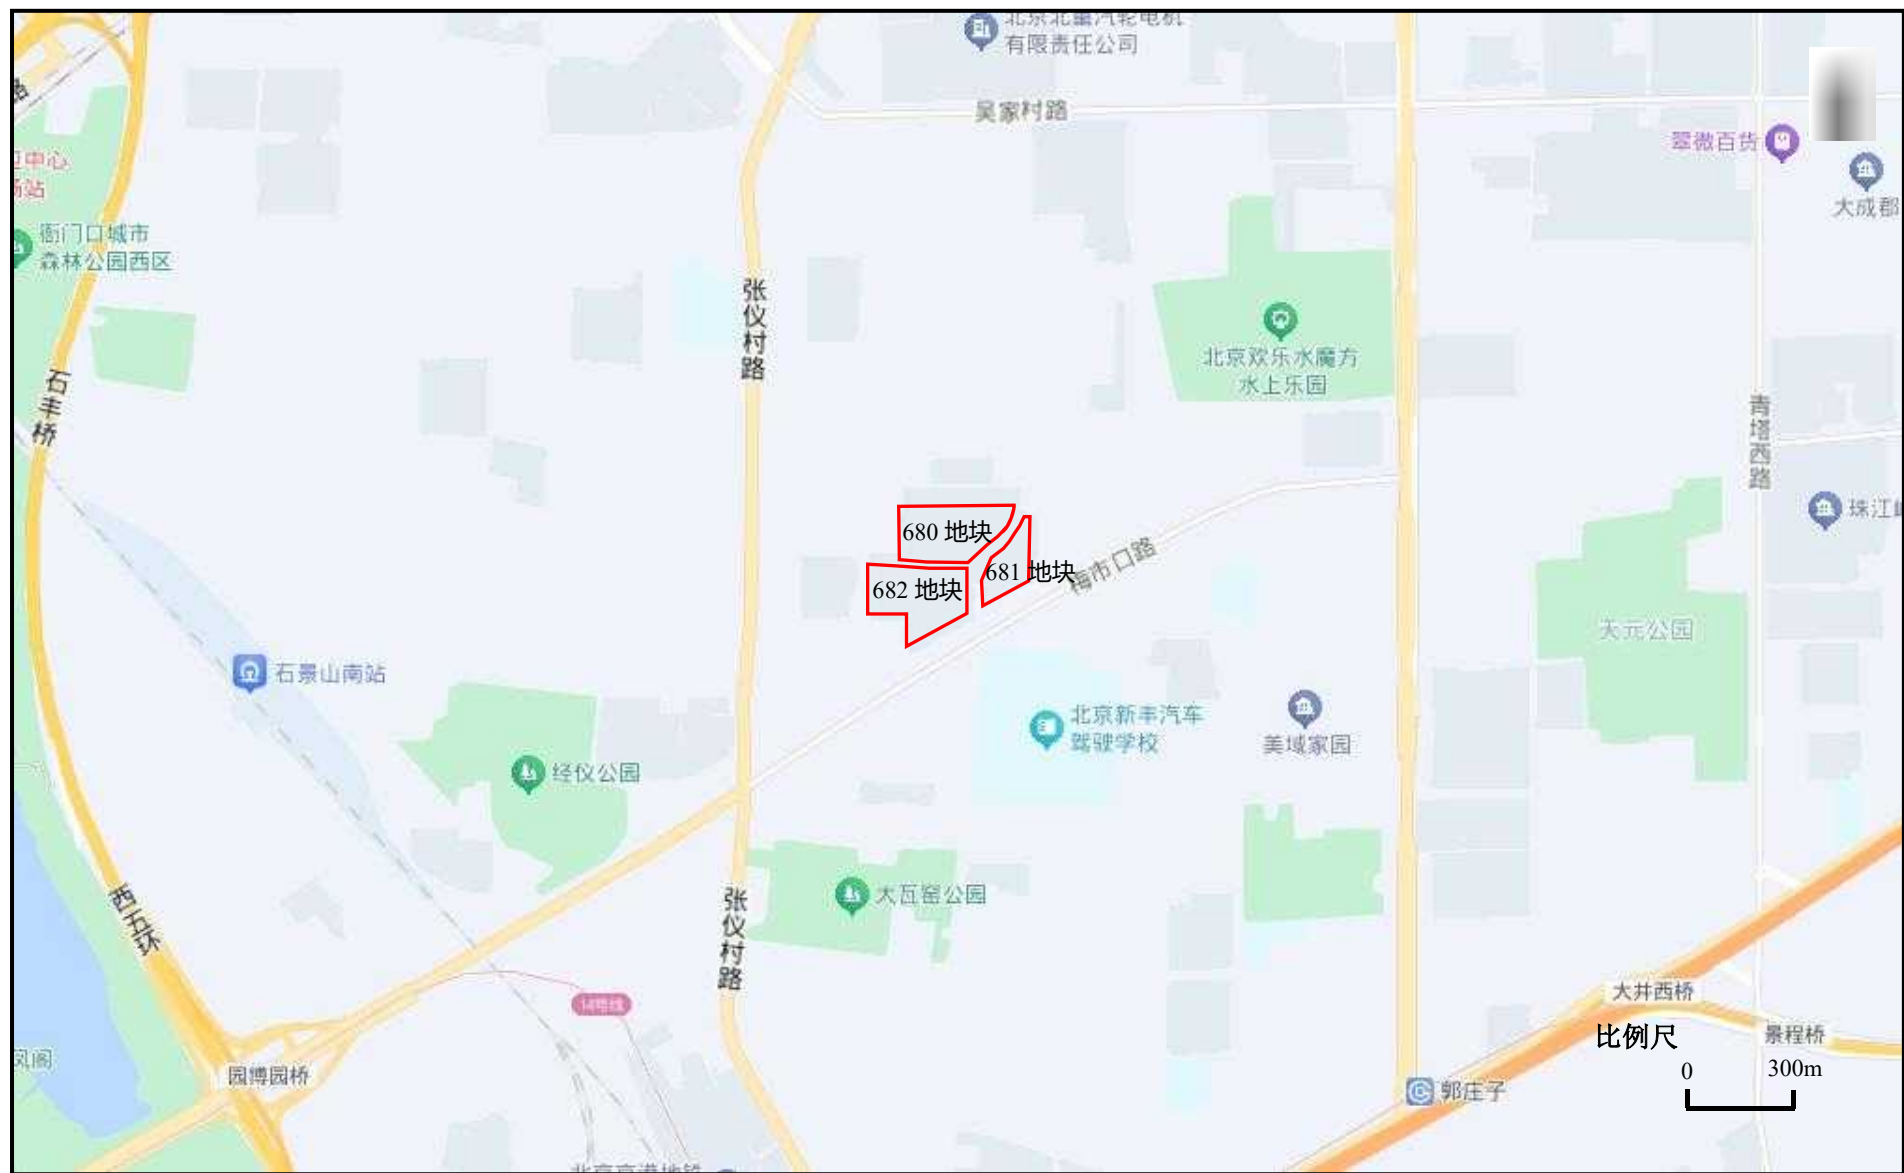 有限责任公司
吴家村路
翠微百货
大成郡
衙门口城市
森林公园西区
张仪村路
北京欢乐水魔方
水上乐园
石丰桥
青塔西路
珠江
680 地块
681 地块
682 地块
梅市口路
天元公园
石景山南站
北京新丰汽车
驾驶学校
美域家园
经仪公园
大瓦窑公园
张仪村路
西五环
14号线
大井西桥
比例尺
景程桥
0
300m
园博园桥
郭庄子